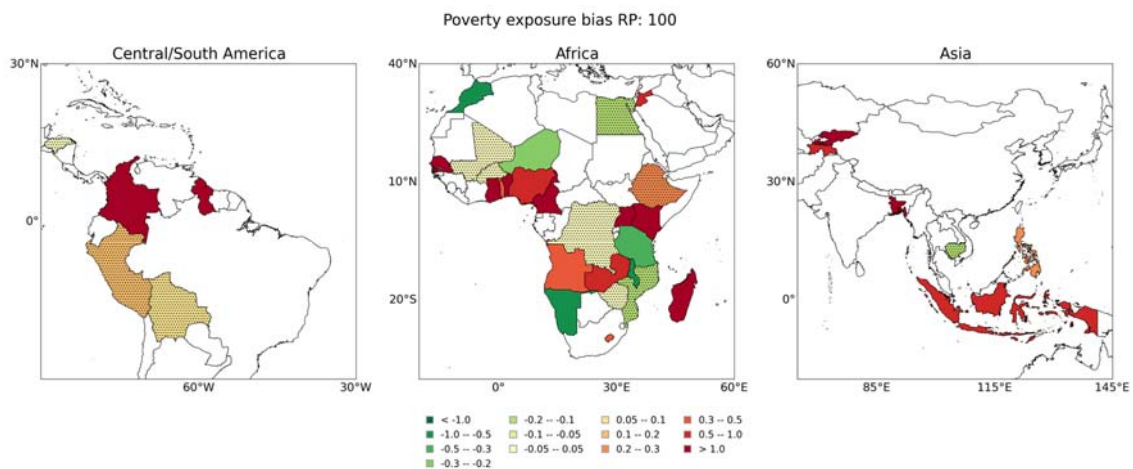 Poverty exposure bias RP: 100
Central/South America
Africa
Asia
30°N
0°
60°W
30°W
40°N
10°N
20°S
0°
30°E
60°E
60°N
30°N
0°
85°E
115°E
145°E
< -1.0
-1.0 -- -0.5
-0.5 -- -0.3
-0.3 -- -0.2
-0.2 -- -0.1
-0.1 -- -0.05
-0.05 -- 0.05
0.05 -- 0.1
0.1 -- 0.2
0.2 -- 0.3
0.3 -- 0.5
0.5 -- 1.0
> 1.0